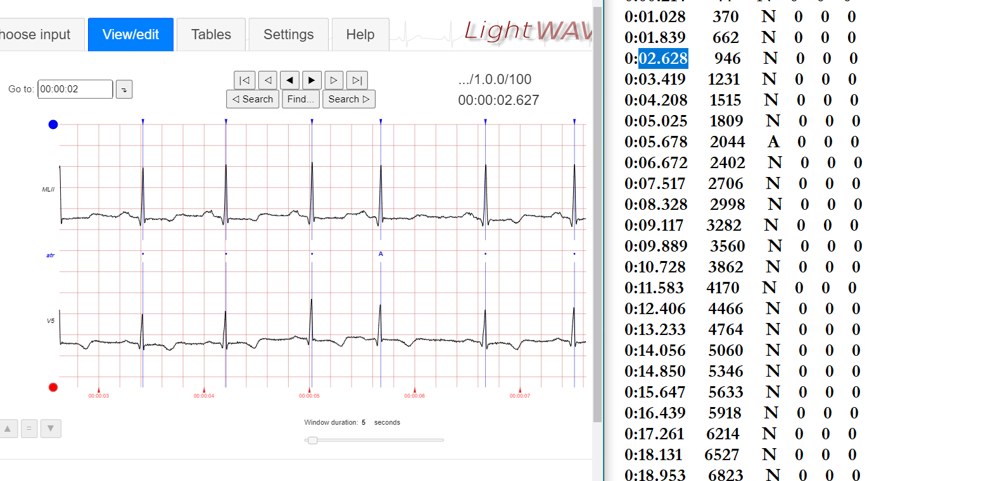 hoose input View/edit Tables Settings Help LightWAV
Go to: 00:00:02
◁ Search Find... Search ▷
.../1.0.0/100
00:00:02.627
MLII
atr
A
V5
00:00:03 00:00:04 00:00:05 00:00:06 00:00:07
Window duration: 5 seconds
0:01.028 370 N 0 0 0
0:01.839 662 N 0 0 0
0:02.628 946 N 0 0 0
0:03.419 1231 N 0 0 0
0:04.208 1515 N 0 0 0
0:05.025 1809 N 0 0 0
0:05.678 2044 A 0 0 0
0:06.672 2402 N 0 0 0
0:07.517 2706 N 0 0 0
0:08.328 2998 N 0 0 0
0:09.117 3282 N 0 0 0
0:09.889 3560 N 0 0 0
0:10.728 3862 N 0 0 0
0:11.583 4170 N 0 0 0
0:12.406 4466 N 0 0 0
0:13.233 4764 N 0 0 0
0:14.056 5060 N 0 0 0
0:14.850 5346 N 0 0 0
0:15.647 5633 N 0 0 0
0:16.439 5918 N 0 0 0
0:17.261 6214 N 0 0 0
0:18.131 6527 N 0 0 0
0:18.953 6823 N 0 0 0